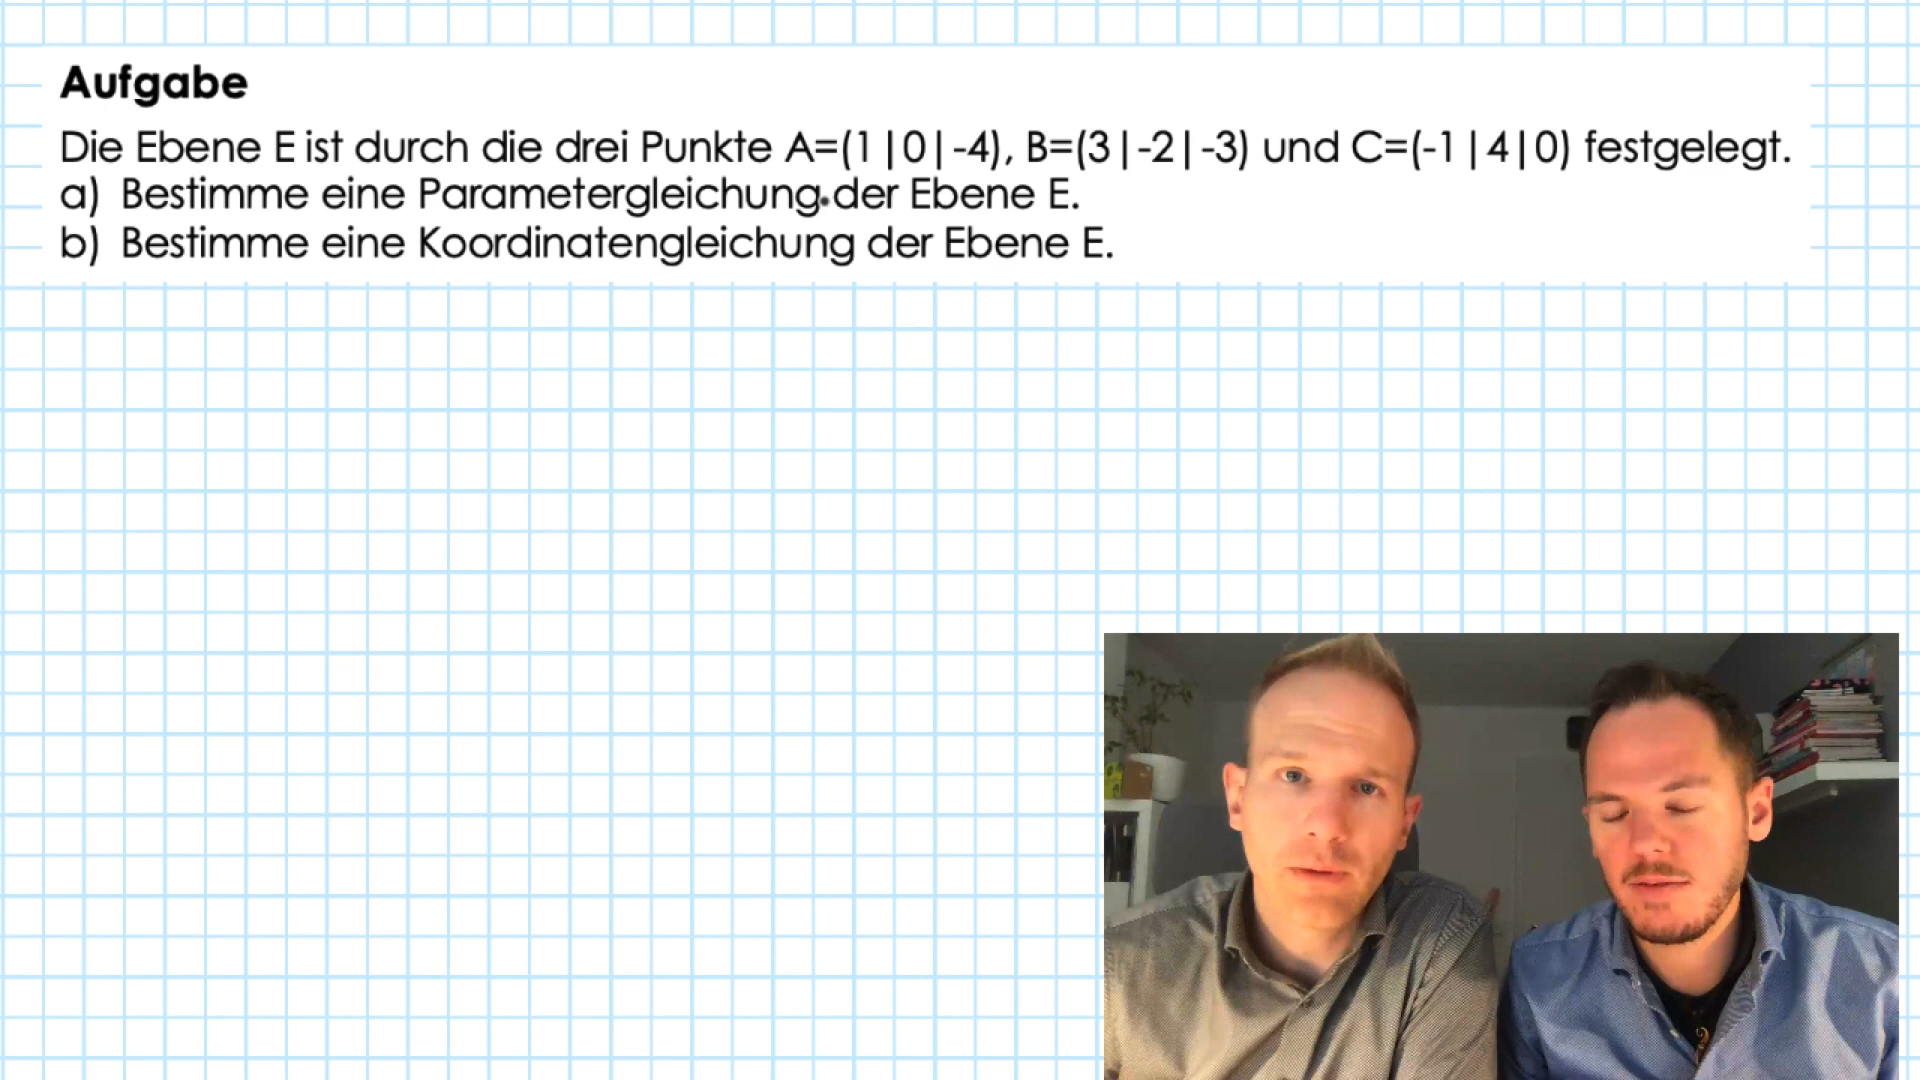 Aufgabe
Die Ebene E ist durch die drei Punkte A=(1|0|-4), B=(3|-2|-3) und C=(-1|4|0) festgelegt.
a) Bestimme eine Parametergleichung der Ebene E.
b) Bestimme eine Koordinatengleichung der Ebene E.